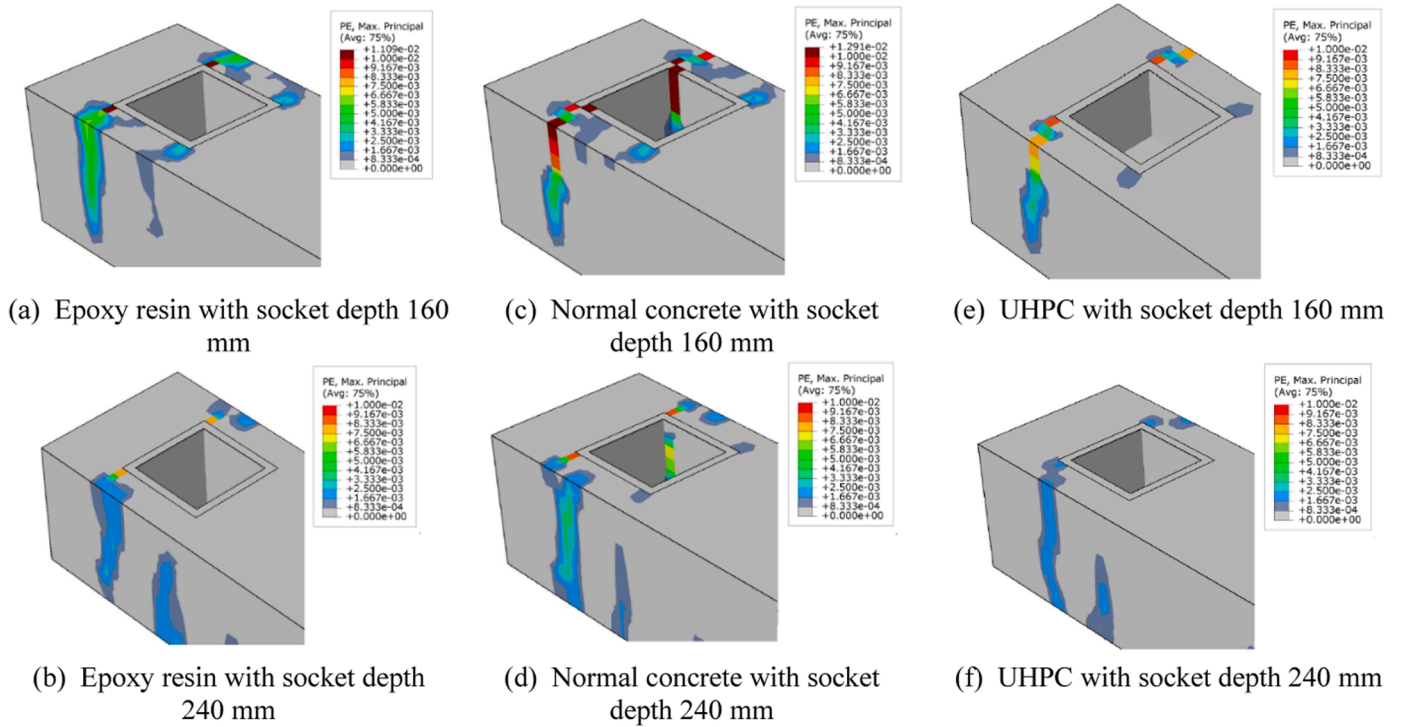 PE, Max. Principal
(Avg: 75%)
+1.109e-02
+1.000e-02
+9.167e-03
+8.333e-03
+7.500e-03
+6.667e-03
+5.833e-03
+5.000e-03
+4.167e-03
+3.333e-03
+2.500e-03
+1.667e-03
+8.333e-04
+0.000e+00
PE, Max. Principal
(Avg: 75%)
+1.291e-02
+1.000e-02
+9.167e-03
+8.333e-03
+7.500e-03
+6.667e-03
+5.833e-03
+5.000e-03
+4.167e-03
+3.333e-03
+2.500e-03
+1.667e-03
+8.333e-04
+0.000e+00
PE, Max. Principal
(Avg: 75%)
+1.000e-02
+9.167e-03
+8.333e-03
+7.500e-03
+6.667e-03
+5.833e-03
+5.000e-03
+4.167e-03
+3.333e-03
+2.500e-03
+1.667e-03
+8.333e-04
+0.000e+00
(a) Epoxy resin with socket depth 160
mm
(c) Normal concrete with socket
depth 160 mm
(e) UHPC with socket depth 160 mm
PE, Max. Principal
(Avg: 75%)
+1.000e-02
+9.167e-03
+8.333e-03
+7.500e-03
+6.667e-03
+5.833e-03
+5.000e-03
+4.167e-03
+3.333e-03
+2.500e-03
+1.667e-03
+8.333e-04
+0.000e+00
PE, Max. Principal
(Avg: 75%)
+1.000e-02
+9.167e-03
+8.333e-03
+7.500e-03
+6.667e-03
+5.833e-03
+5.000e-03
+4.167e-03
+3.333e-03
+2.500e-03
+1.667e-03
+8.333e-04
+0.000e+00
PE, Max. Principal
(Avg: 75%)
+1.000e-02
+9.167e-03
+8.333e-03
+7.500e-03
+6.667e-03
+5.833e-03
+5.000e-03
+4.167e-03
+3.333e-03
+2.500e-03
+1.667e-03
+8.333e-04
+0.000e+00
(b) Epoxy resin with socket depth
240 mm
(d) Normal concrete with socket
depth 240 mm
(f) UHPC with socket depth 240 mm